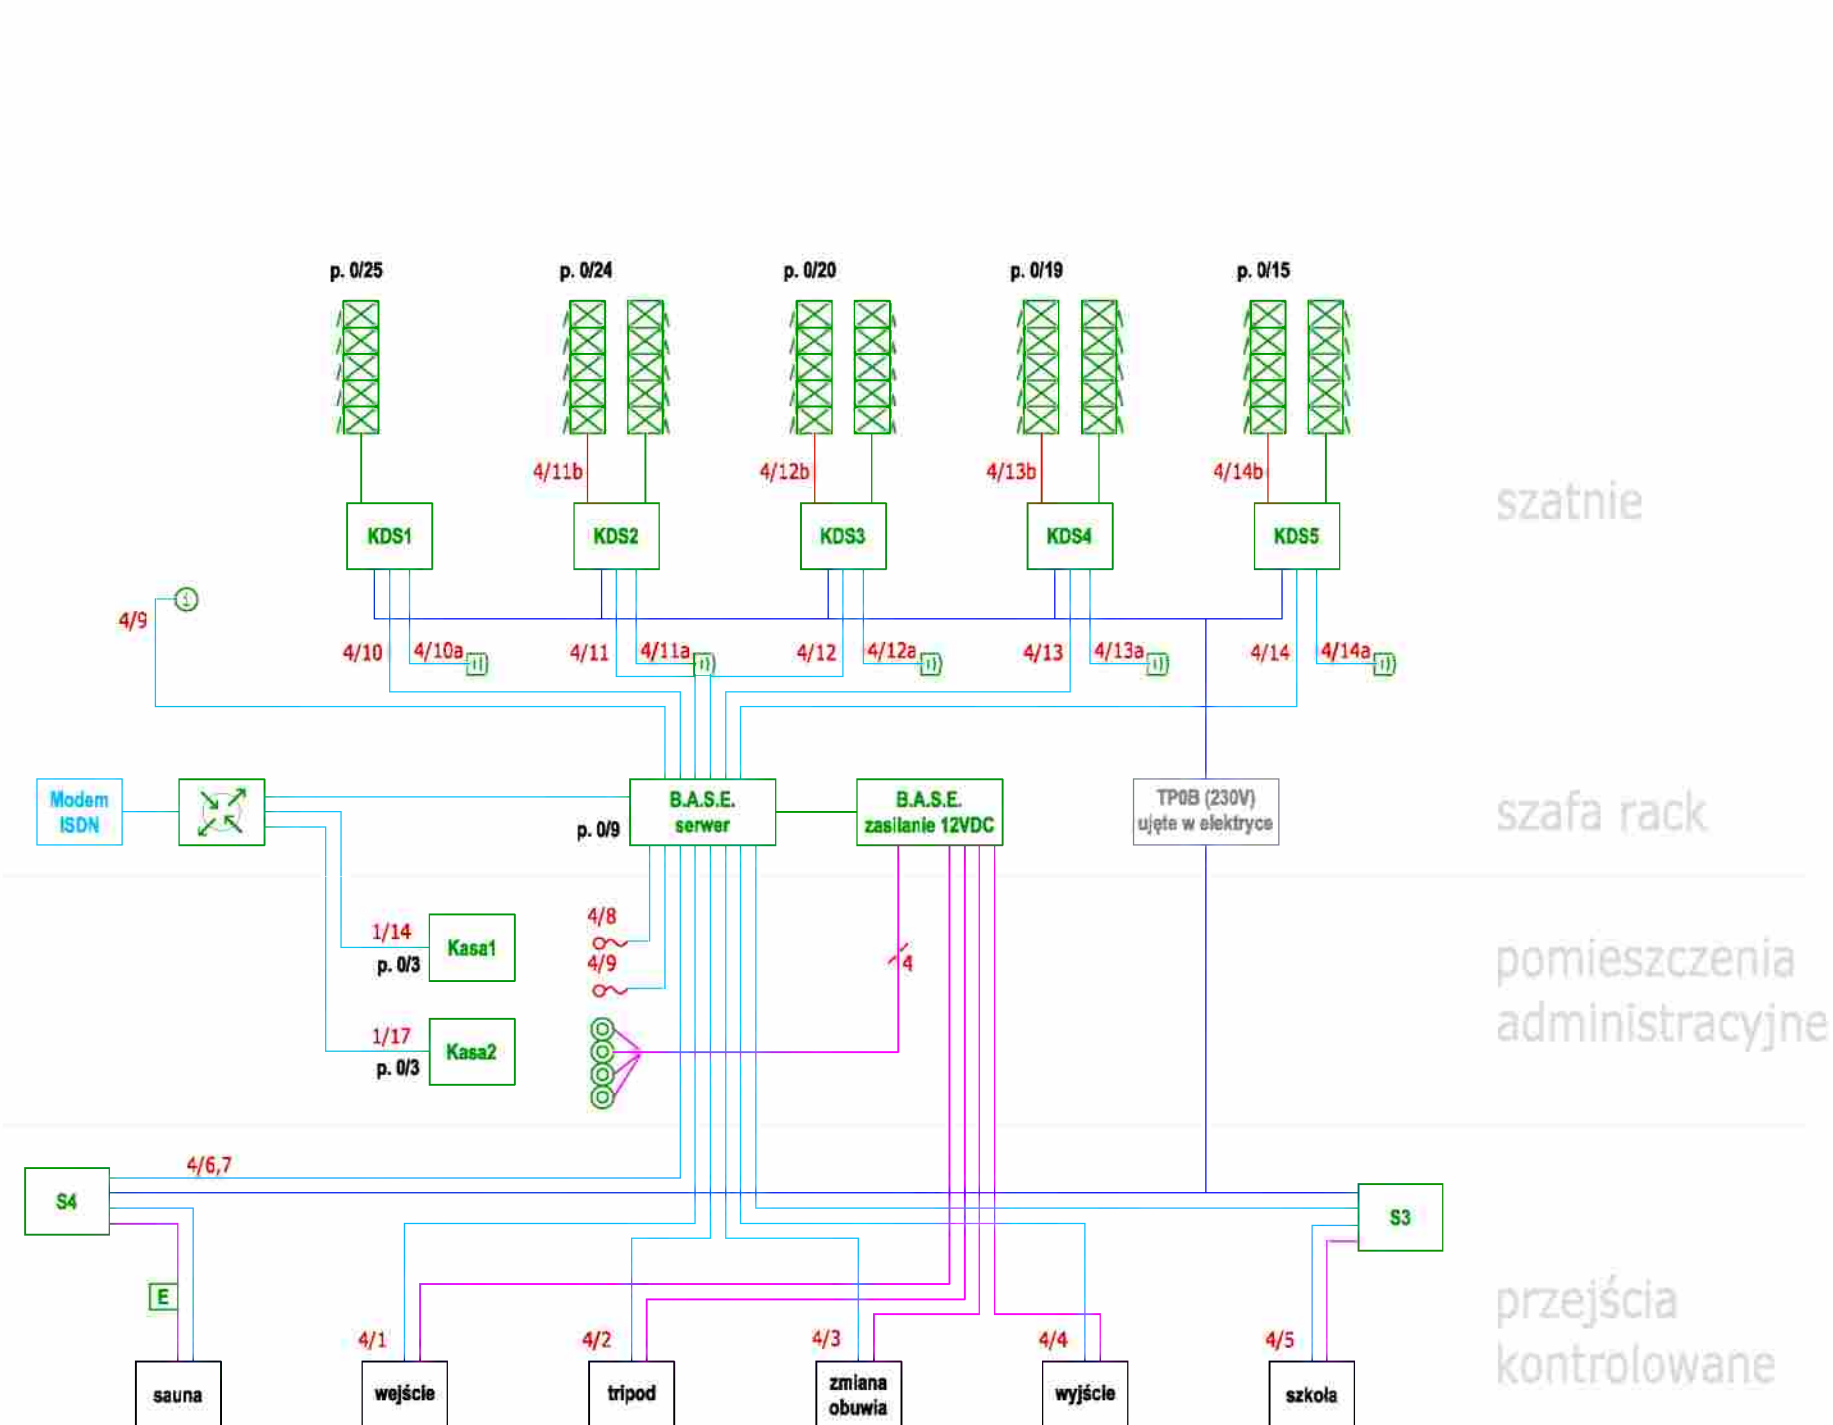 p. 0/25
p. 0/24
p. 0/20
p. 0/19
p. 0/15
4/11b
4/12b
4/13b
4/14b
szatnie
KDS1
KDS2
KDS3
KDS4
KDS5
i
4/9
4/10
4/10a
4/11
4/11a
4/12
4/12a
4/13
4/13a
4/14
4/14a
Modem
ISDN
B.A.S.E.
serwer
p. 0/9
B.A.S.E.
zasilanie 12VDC
TP0B (230V)
ujęte w elektryce
szafa rack
1/14
p. 0/3
Kasa1
4/8
4/9
4
pomieszczenia
administracyjne
1/17
p. 0/3
Kasa2
4/6,7
S4
S3
E
przejścia
kontrolowane
4/1
4/2
4/3
4/4
4/5
sauna
wejście
tripod
zmiana
obuwia
wyjście
szkoła